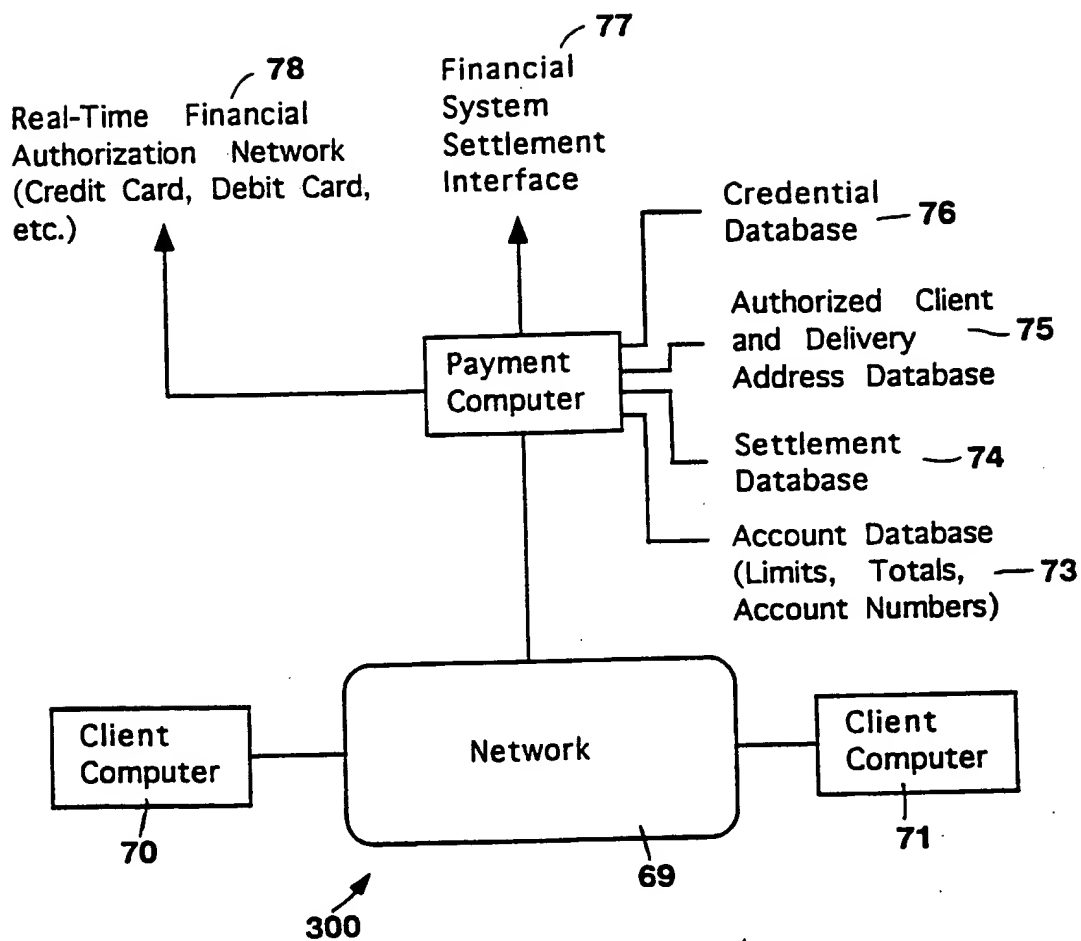 77
78
Financial
System
Settlement
Interface
Real-Time Financial
Authorization Network
(Credit Card, Debit Card,
etc.)
Credential
Database
76
Authorized Client
and Delivery
Address Database
75
Payment
Computer
Settlement
Database
74
Account Database
(Limits, Totals,
Account Numbers)
73
Client
Computer
Network
Client
Computer
70
69
71
300